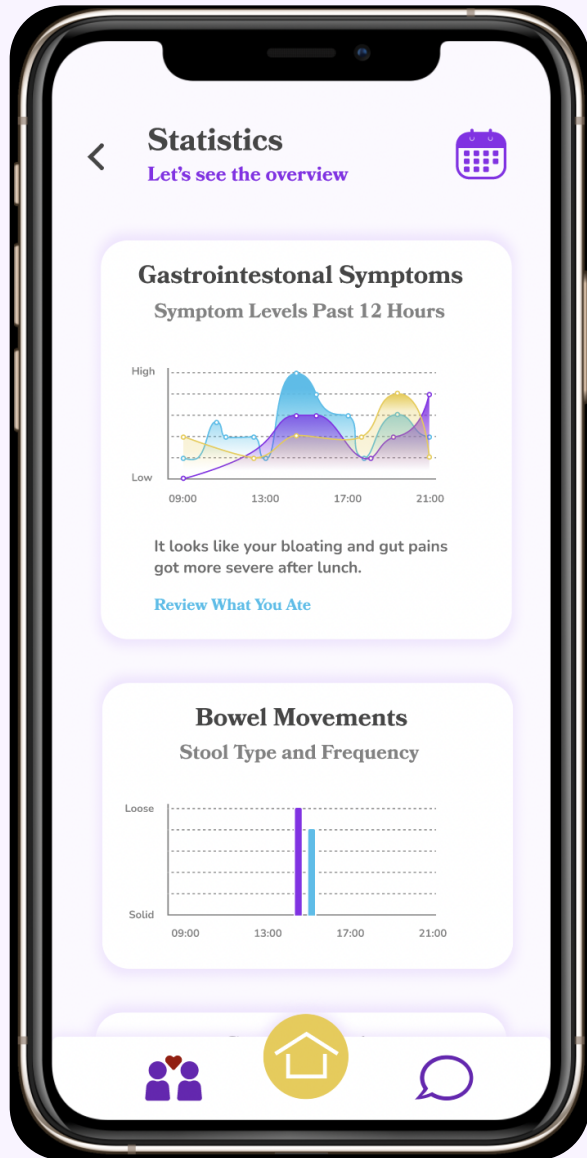 Statistics
Let's see the overview
Gastrointestonal Symptoms
Symptom Levels Past 12 Hours
High
Low
09:00 13:00 17:00 21:00
It looks like your bloating and gut pains
got more severe after lunch.
Review What You Ate
Bowel Movements
Stool Type and Frequency
Loose
Solid
09:00 13:00 17:00 21:00